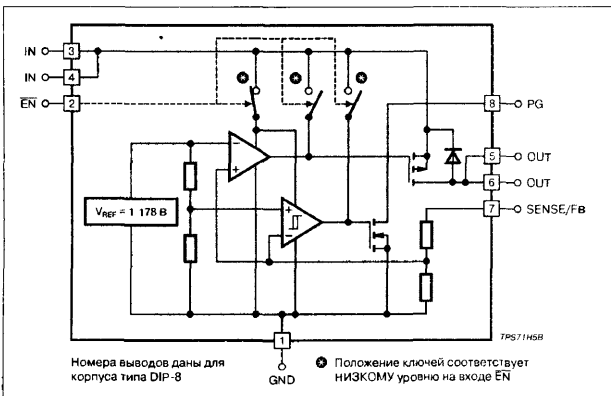 IN
3
IN
4
EN
2
8
PG
5
OUT
6
OUT
7
SENSE/FB
VREF = 1 178 В
TPS71H5B
1
GND
Номера выводов даны для
корпуса типа DIP-8
Положение ключей соответствует
НИЗКОМУ уровню на входе EN